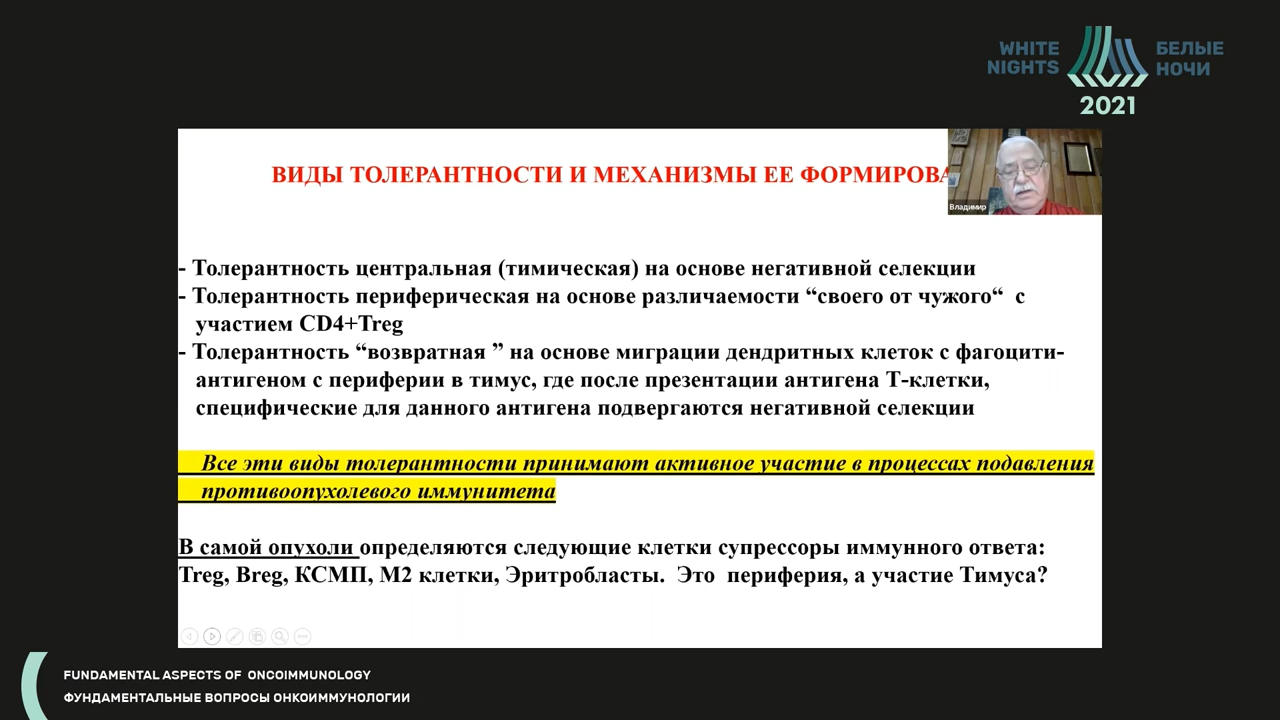 WHITE NIGHTS
БЕЛЫЕ НОЧИ
2021
ВИДЫ ТОЛЕРАНТНОСТИ И МЕХАНИЗМЫ ЕЕ ФОРМИРОВА
Владимир
- Толерантность центральная (тимическая) на основе негативной селекции
- Толерантность периферическая на основе различаемости “своего от чужого“ с
участием CD4+Treg
- Толерантность “возвратная ” на основе миграции дендритных клеток с фагоцити-
антигеном с периферии в тимус, где после презентации антигена Т-клетки,
специфические для данного антигена подвергаются негативной селекции
Все эти виды толерантности принимают активное участие в процессах подавления
противоопухолевого иммунитета
В самой опухоли определяются следующие клетки супрессоры иммунного ответа:
Treg, Breg, КСМП, М2 клетки, Эритробласты. Это периферия, а участие Тимуса?
FUNDAMENTAL ASPECTS OF ONCOIMMUNOLOGY
ФУНДАМЕНТАЛЬНЫЕ ВОПРОСЫ ОНКОИММУНОЛОГИИ